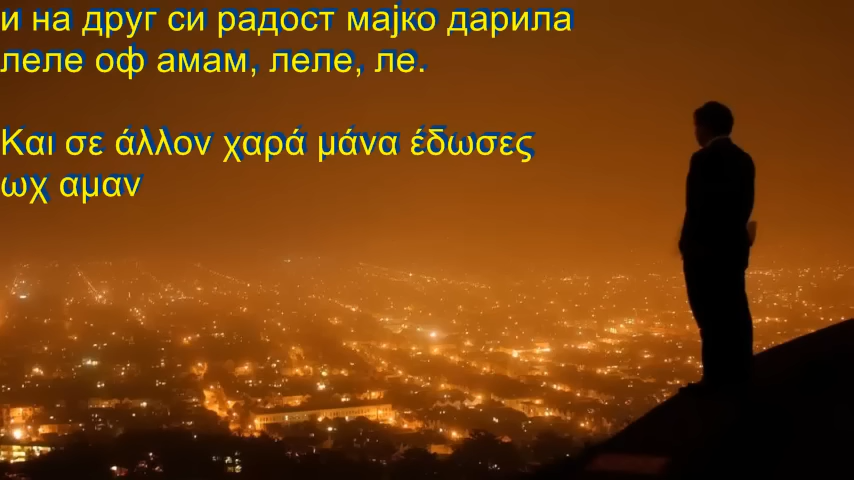 и на друг си радост мајко дарила
леле оф амам, леле, ле.
Και σε άλλον χαρά μάνα έδωσες
ωχ αμαν